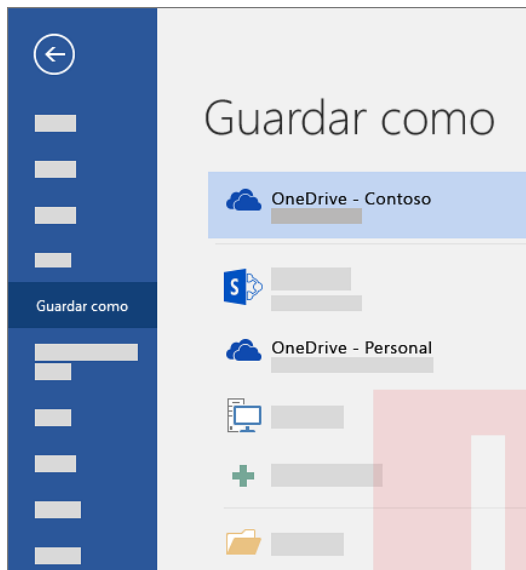 Guardar como
OneDrive - Contoso
S
Guardar como
OneDrive - Personal